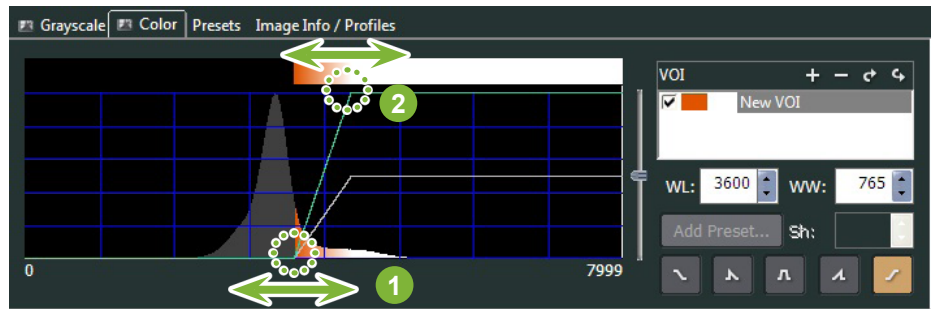 Grayscale Color Presets Image Info / Profiles
2
VOI
New VOI
WL: 3600 WW: 765
Add Preset... Sh:
0 7999
1